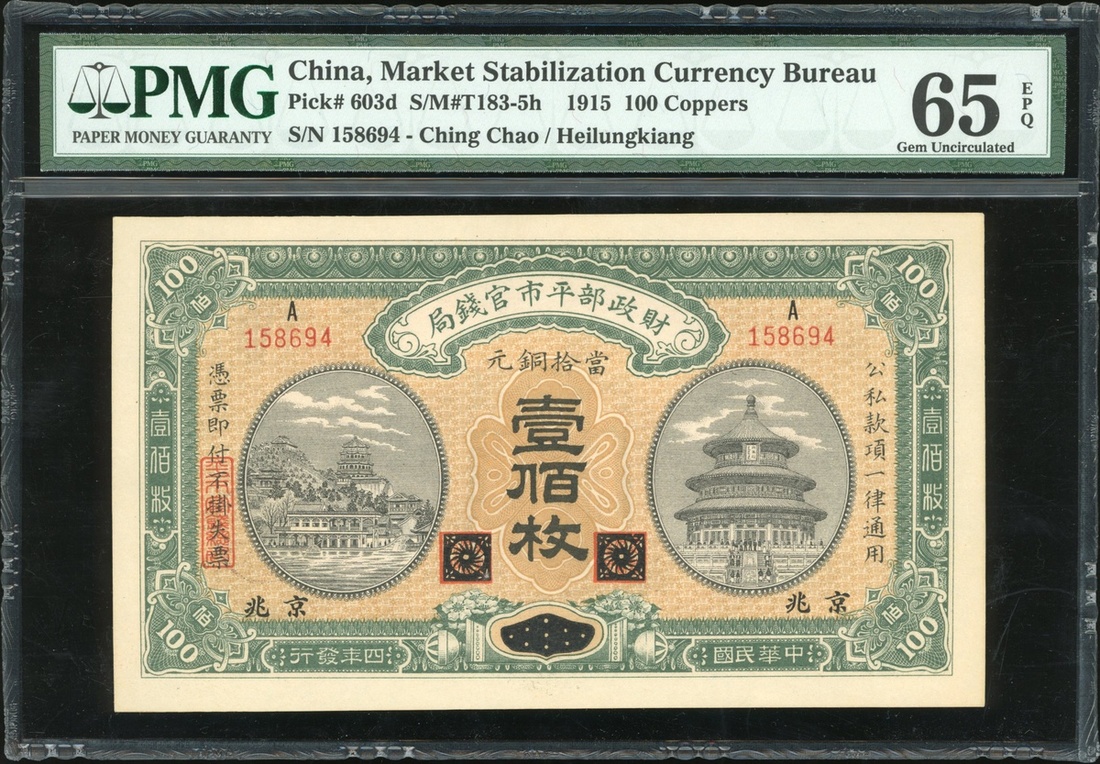 PMG
PAPER MONEY GUARANTY
China, Market Stabilization Currency Bureau
Pick# 603d S/M#T183-5h 1915 100 Coppers
S/N 158694 - Ching Chao / Heilungkiang
65 EPQ
Gem Uncirculated
100
佰
100
佰
局錢官市平部政財
A
158694
A
158694
元銅拾當
壹佰枚
憑票即付不掛失票
公私款項一律通用
壹佰枚
壹佰枚
兆京
兆京
100
佰
100
佰
行發年四
國民華中